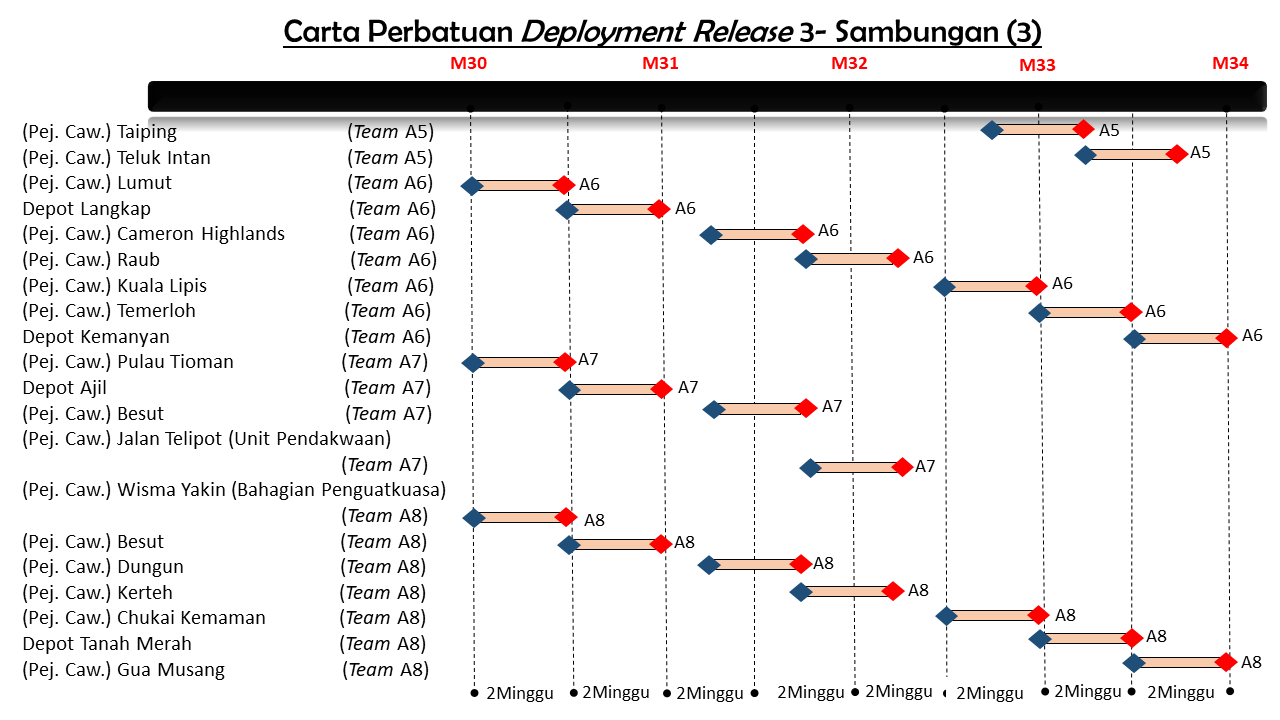 Carta Perbatuan Deployment Release 3- Sambungan (3)
M30 M31 M32 M33 M34
(Pej. Caw.) Taiping (Team A5) A5
(Pej. Caw.) Teluk Intan (Team A5) A5
(Pej. Caw.) Lumut (Team A6) A6
Depot Langkap (Team A6) A6
(Pej. Caw.) Cameron Highlands (Team A6) A6
(Pej. Caw.) Raub (Team A6) A6
(Pej. Caw.) Kuala Lipis (Team A6) A6
(Pej. Caw.) Temerloh (Team A6) A6
Depot Kemanyan (Team A6) A6
(Pej. Caw.) Pulau Tioman (Team A7) A7
Depot Ajil (Team A7) A7
(Pej. Caw.) Besut (Team A7) A7
(Pej. Caw.) Jalan Telipot (Unit Pendakwaan)
(Team A7) A7
(Pej. Caw.) Wisma Yakin (Bahagian Penguatkuasa)
(Team A8) A8
(Pej. Caw.) Besut (Team A8) A8
(Pej. Caw.) Dungun (Team A8) A8
(Pej. Caw.) Kerteh (Team A8) A8
(Pej. Caw.) Chukai Kemaman (Team A8) A8
Depot Tanah Merah (Team A8) A8
(Pej. Caw.) Gua Musang (Team A8) A8
2Minggu 2Minggu 2Minggu 2Minggu 2Minggu 2Minggu 2Minggu 2Minggu